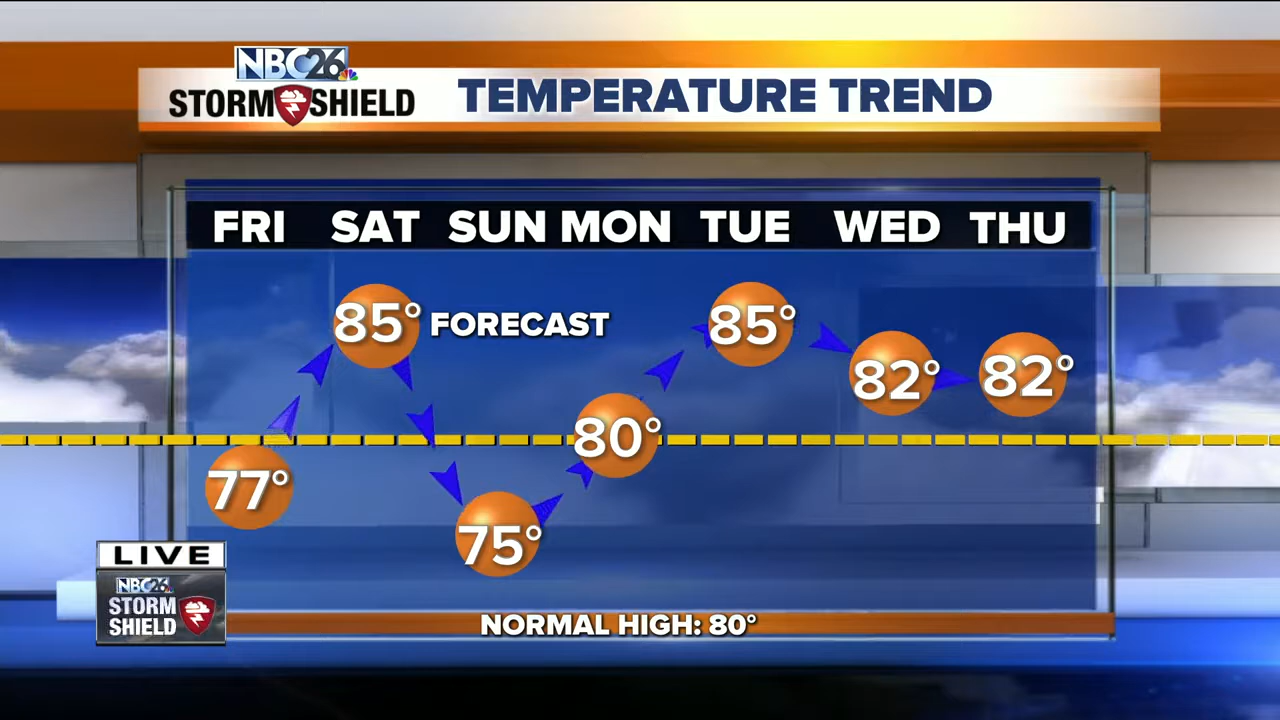 NBC26
STORM SHIELD
TEMPERATURE TREND
FRI SAT SUN MON TUE WED THU
85° FORECAST 85°
82° 82°
80°
77°
75°
LIVE
NBC26
STORM
SHIELD
NORMAL HIGH: 80°